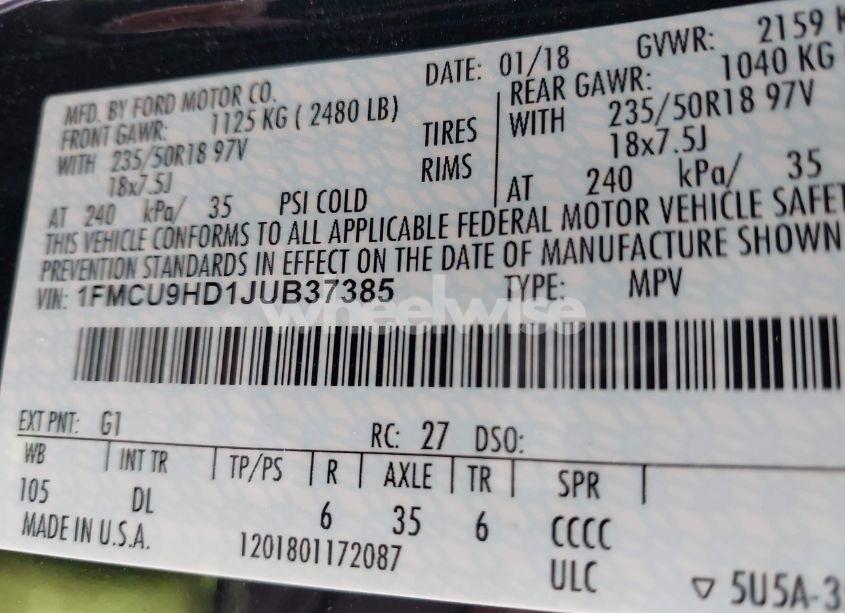 MFD. BY FORD MOTOR CO. DATE: 01/18 GVWR: 2159 K
FRONT GAWR: 1125 KG ( 2480 LB) REAR GAWR: 1040 KG
WITH 235/50R18 97V TIRES WITH 235/50R18 97V
18x7.5J RIMS 18x7.5J
AT 240 kPa/ 35 PSI COLD AT 240 kPa/ 35
THIS VEHICLE CONFORMS TO ALL APPLICABLE FEDERAL MOTOR VEHICLE SAFET
PREVENTION STANDARDS IN EFFECT ON THE DATE OF MANUFACTURE SHOWN
VIN: 1FMCU9HD1JUB37385 TYPE: MPV
wheelwise
EXT PNT: G1 RC: 27 DSO:
WB INT TR TP/PS R AXLE TR SPR
105 DL 6 35 6 CCCC
MADE IN U.S.A. 1201801172087 ULC 5U5A-3